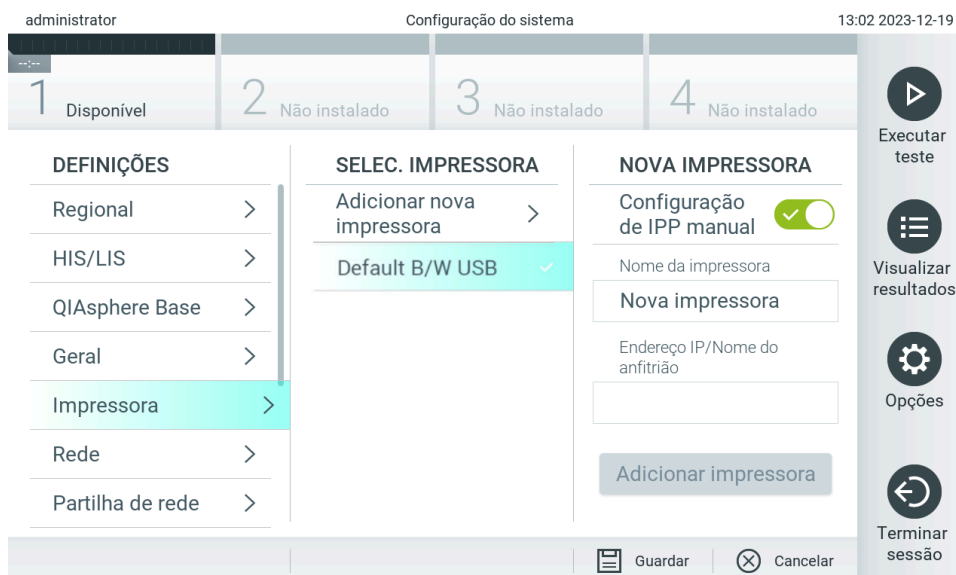 administrator
Configuração do sistema
13:02 2023-12-19
--:--
1 Disponível
2 Não instalado
3 Não instalado
4 Não instalado
DEFINIÇÕES
Regional
HIS/LIS
QIAsphere Base
Geral
Impressora
Rede
Partilha de rede
SELEC. IMPRESSORA
Adicionar nova
impressora
Default B/W USB
NOVA IMPRESSORA
Configuração
de IPP manual
Nome da impressora
Nova impressora
Endereço IP/Nome do
anfitrião
Adicionar impressora
Guardar
Cancelar
Executar
teste
Visualizar
resultados
Opções
Terminar
sessão